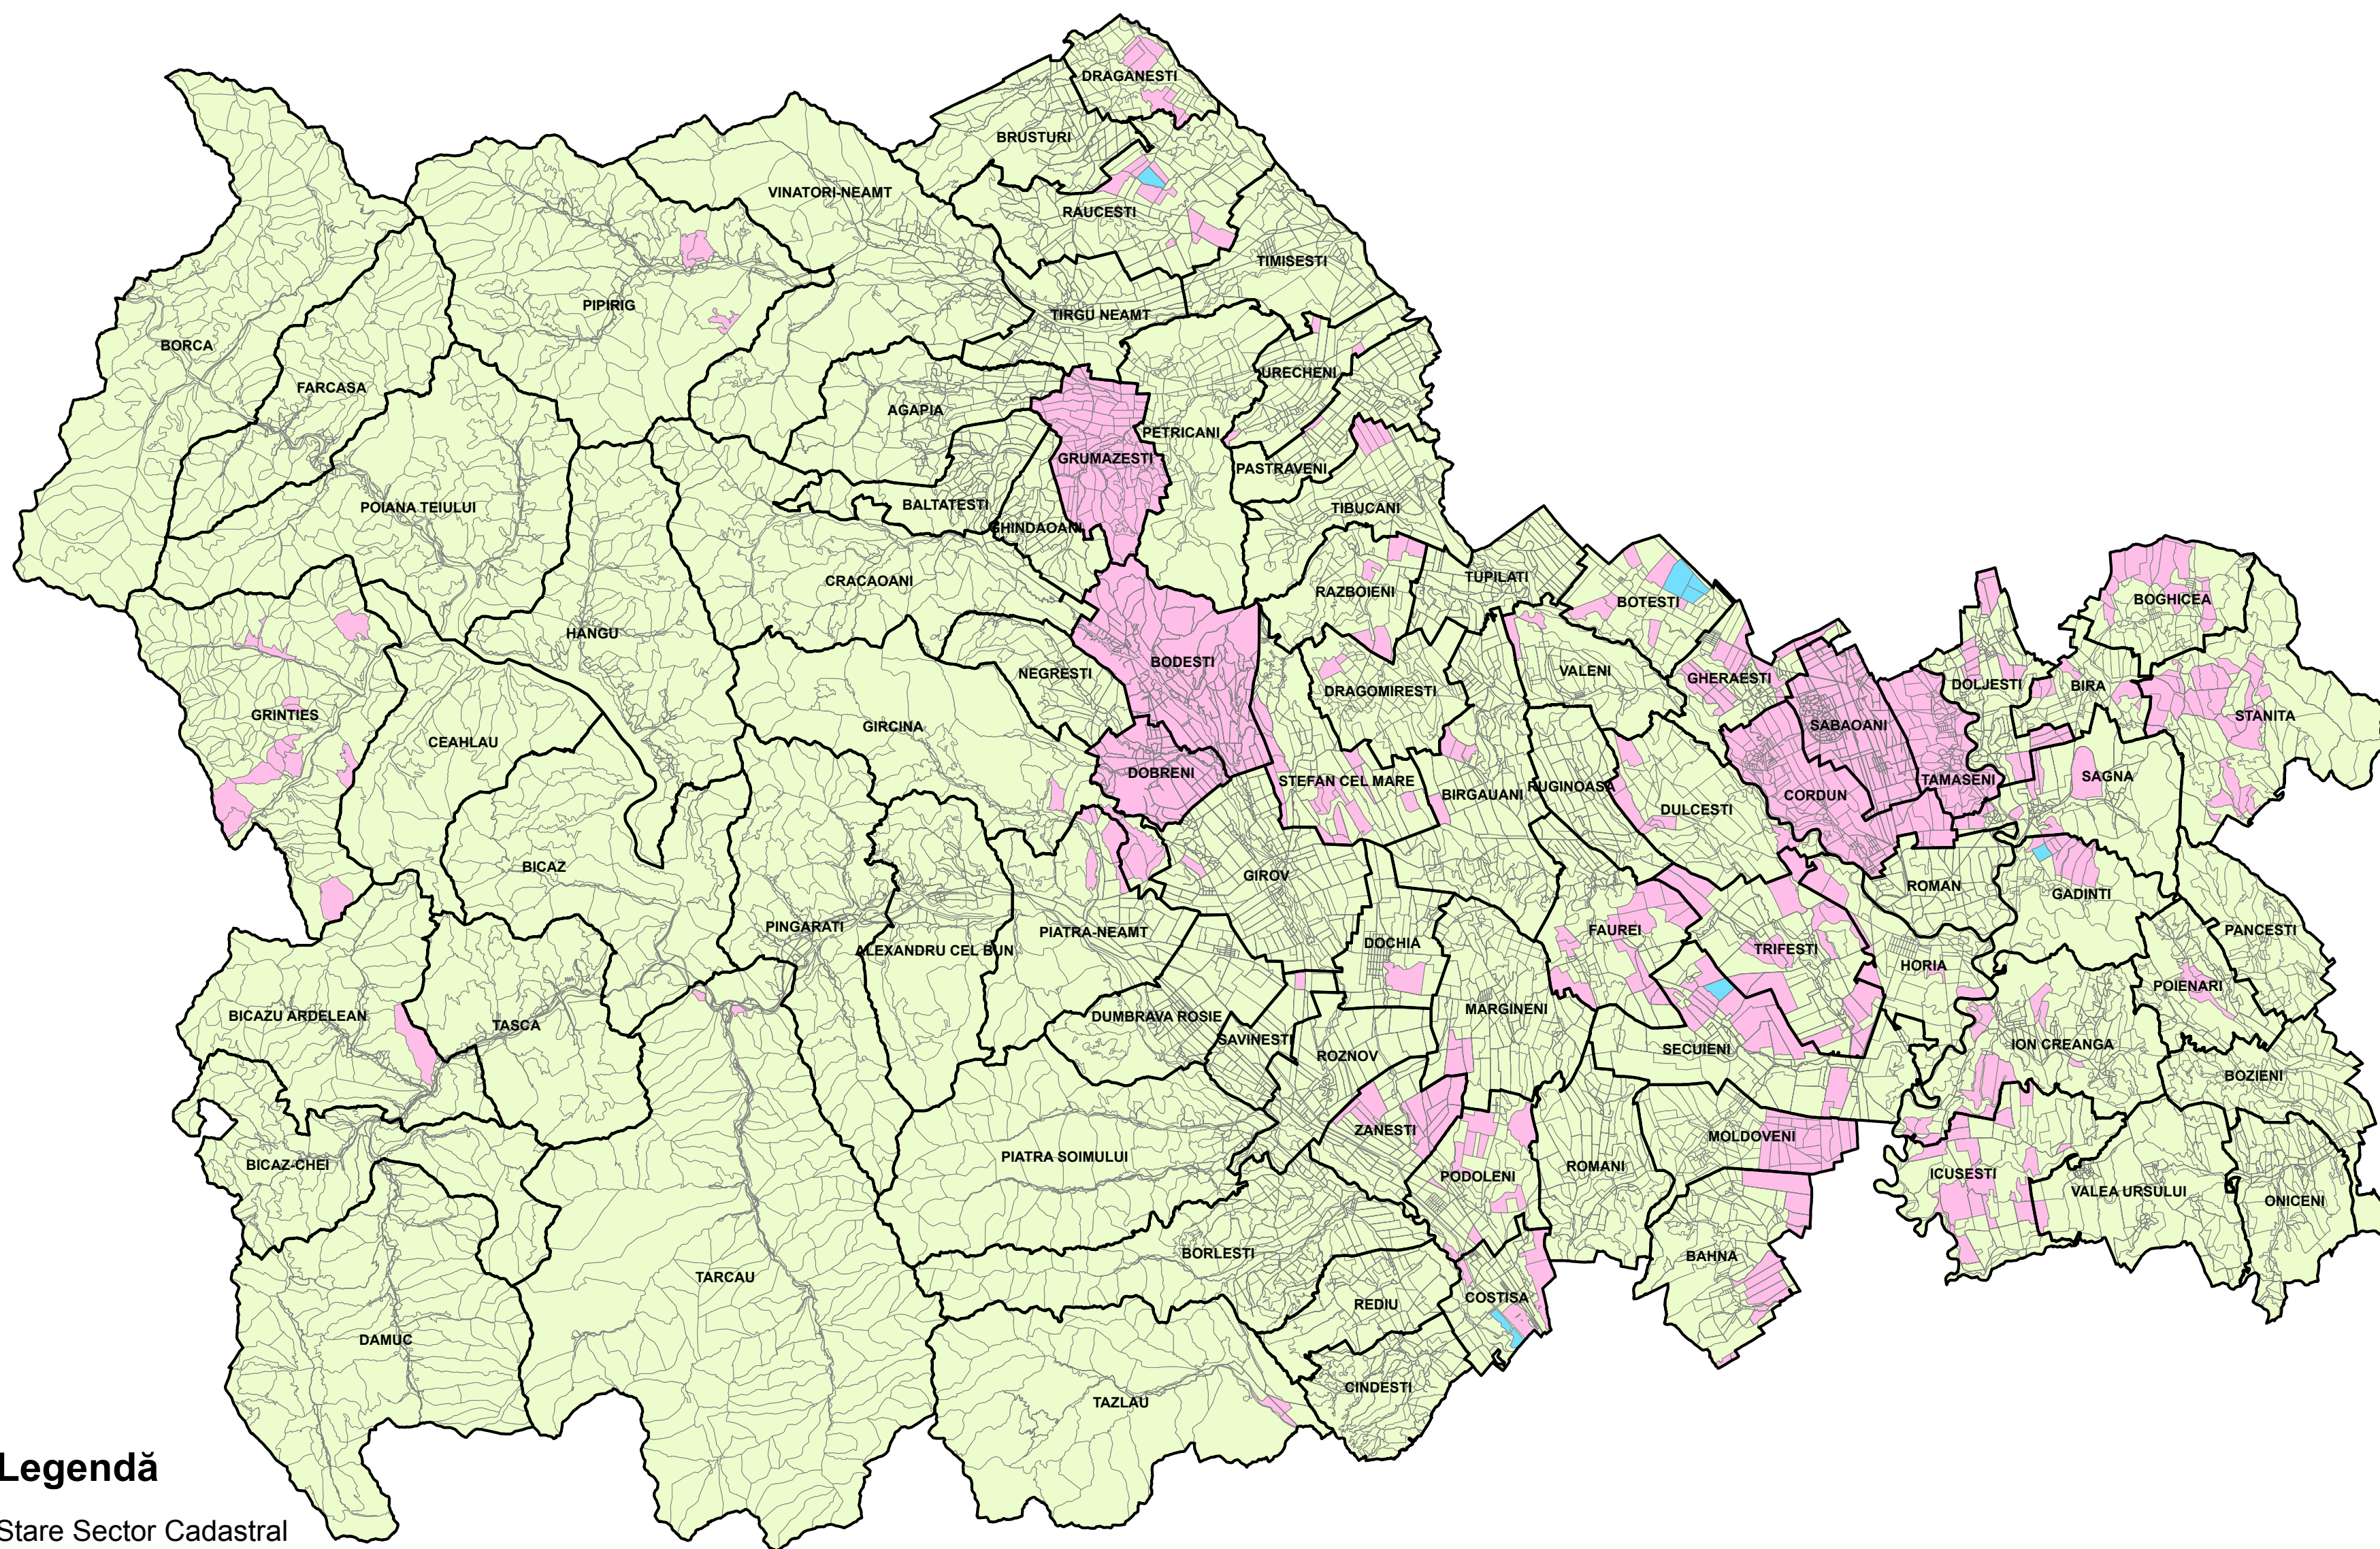 DRAGANESTI
BRUSTURI
VINATORI-NEAMT
RAUCESTI
TIMISESTI
PIPIRIG
TIRGU NEAMT
BORCA
FARCASA
URECHENI
AGAPIA
PETRICANI
GRUMAZESTI
PASTRAVENI
POIANA TEIULUI
BALTATESTI
TIBUCANI
GHINDAOANI
CRACAOANI
TUPILATI
RAZBOIENI
BOTESTI
BOGHICEA
HANGU
BODESTI
NEGRESTI
VALENI
GHERAESTI
DOLJESTI
BIRA
DRAGOMIRESTI
GRINTIES
STANITA
GIRCINA
SABAOANI
CEAHLAU
DOBRENI
STEFAN CEL MARE
BIRGAUANI
RUGINOASA
DULCESTI
CORDUN
TAMASENI
SAGNA
BICAZ
GIROV
ROMAN
GADINTI
PINGARATI
PIATRA-NEAMT
FAUREI
PANCESTI
ALEXANDRU CEL BUN
DOCHIA
TRIFESTI
HORIA
POIENARI
BICAZU ARDELEAN
TASCA
DUMBRAVA ROSIE
MARGINENI
SAVINESTI
ROZNOV
SECUIENI
ION CREANGA
BOZIENI
ZANESTI
MOLDOVENI
PIATRA SOIMULUI
BICAZ-CHEI
PODOLENI
ROMANI
ICUSESTI
VALEA URSULUI
ONICENI
BORLESTI
BAHNA
TARCAU
REDIU
COSTISA
DAMUC
CINDESTI
TAZLAU
Legendă
Stare Sector Cadastral